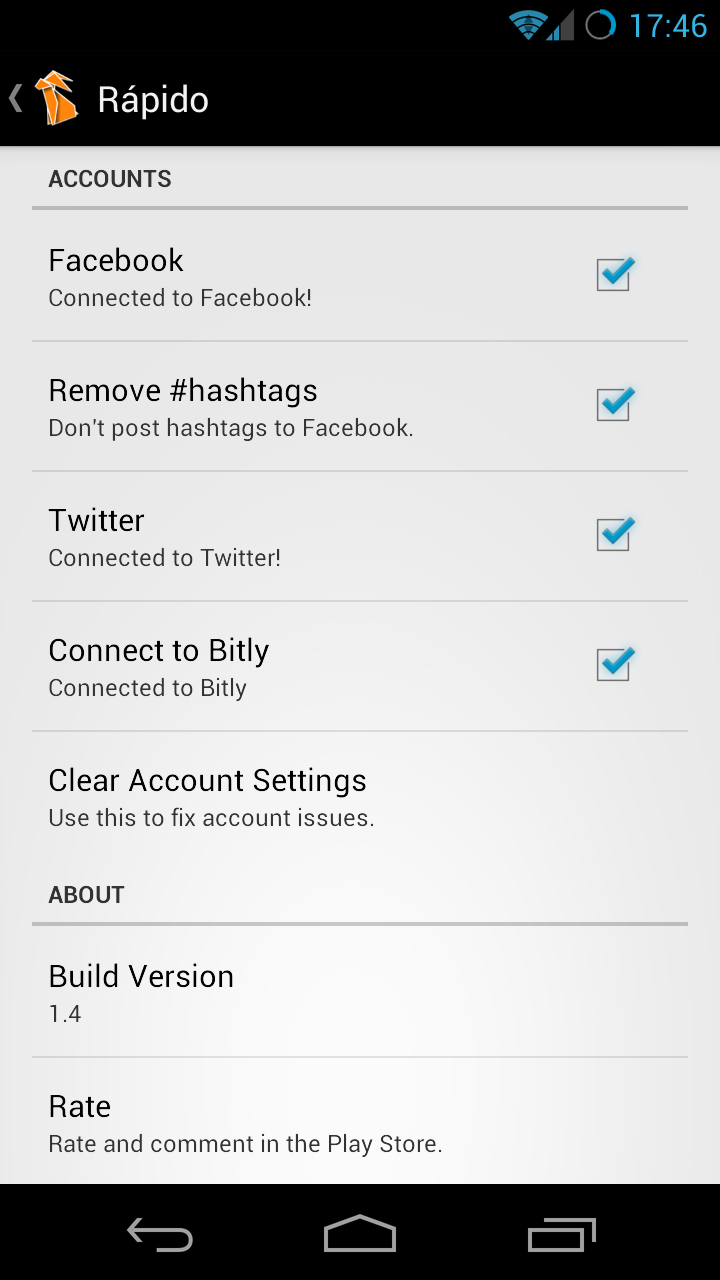 17:46
Rápido
ACCOUNTS
Facebook
Connected to Facebook!
Remove #hashtags
Don't post hashtags to Facebook.
Twitter
Connected to Twitter!
Connect to Bitly
Connected to Bitly
Clear Account Settings
Use this to fix account issues.
ABOUT
Build Version
1.4
Rate
Rate and comment in the Play Store.